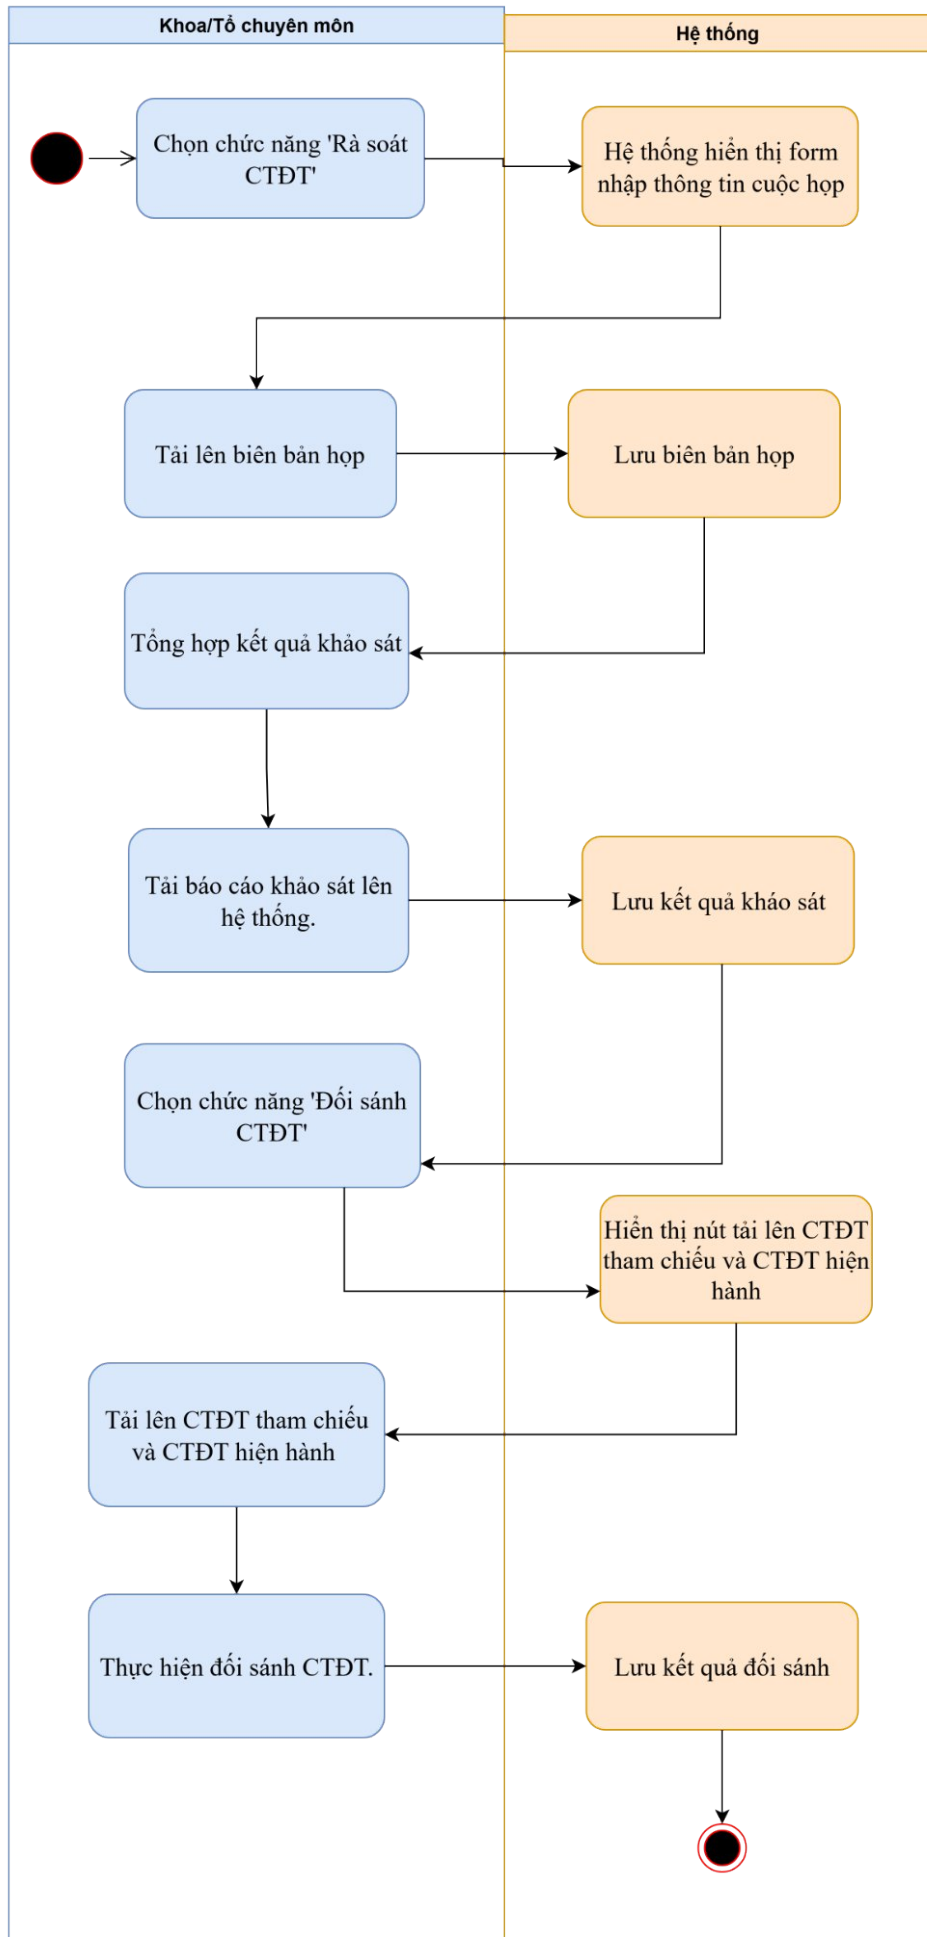 Khoa/Tổ chuyên môn
Hệ thống
Chọn chức năng 'Rà soát
CTĐT'
Hệ thống hiển thị form
nhập thông tin cuộc họp
Tải lên biên bản họp
Lưu biên bản họp
Tổng hợp kết quả khảo sát
Tải báo cáo khảo sát lên
hệ thống.
Lưu kết quả kháo sát
Chọn chức năng 'Đối sánh
CTĐT'
Hiển thị nút tải lên CTĐT
tham chiếu và CTĐT hiện
hành
Tải lên CTĐT tham chiếu
và CTĐT hiện hành
Thực hiện đối sánh CTĐT.
Lưu kết quả đối sánh